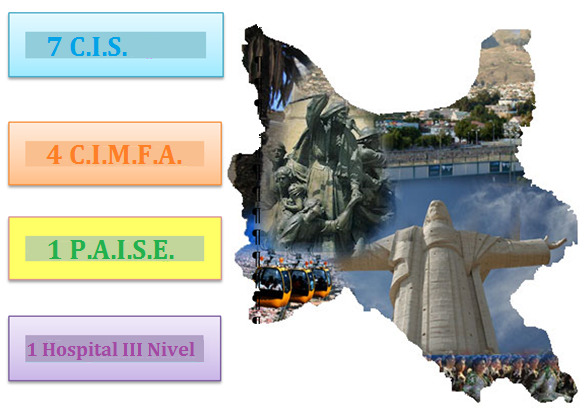 7 C.I.S.
4 C.I.M.F.A.
1 P.A.I.S.E.
1 Hospital III Nivel